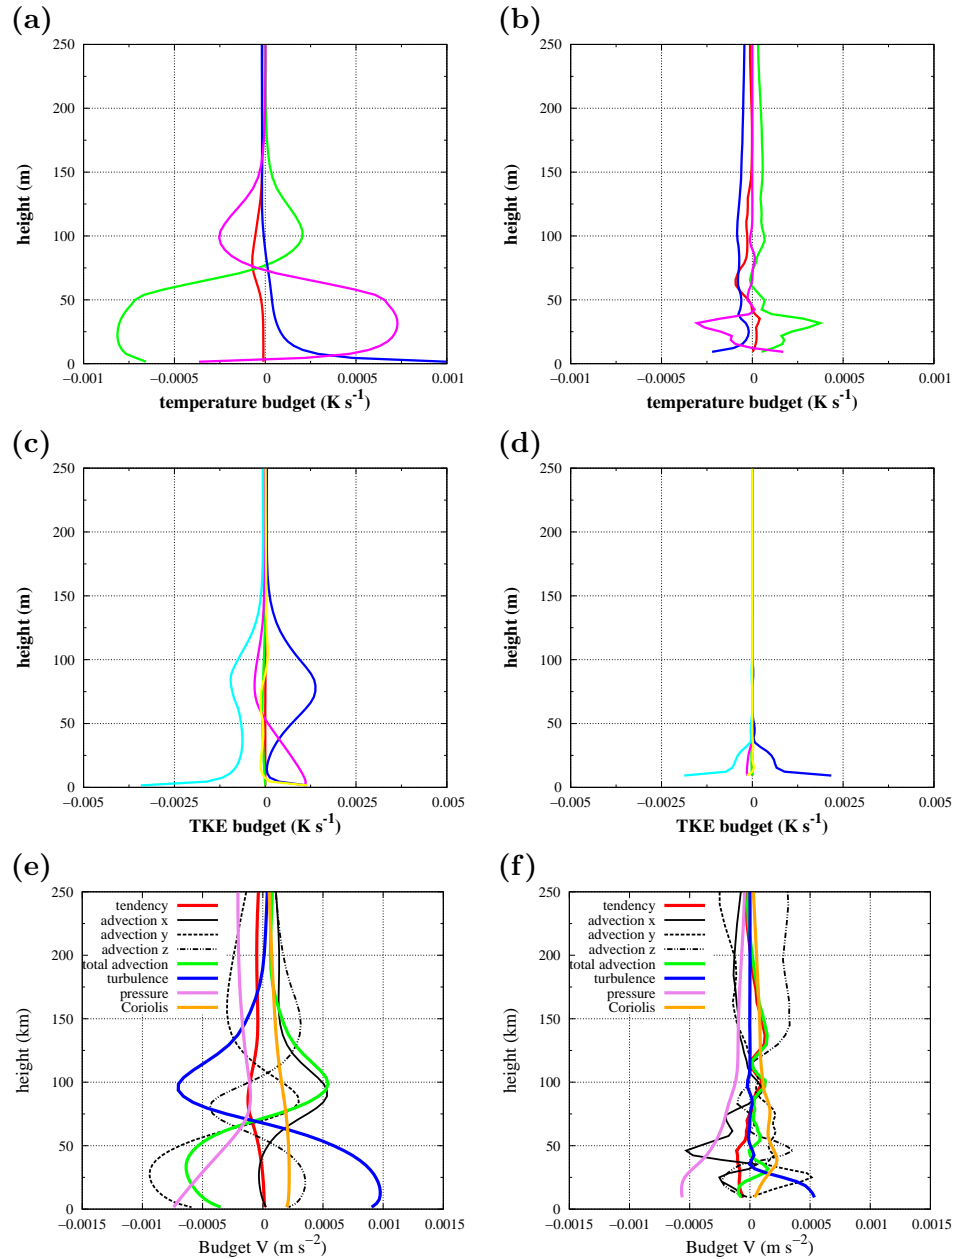 (a)
(b)
250
200
150
100
50
0
height (m)
−0.001
−0.0005
0
0.0005
0.001
temperature budget (K s-1)
250
200
150
100
50
0
height (m)
−0.001
−0.0005
0
0.0005
0.001
temperature budget (K s-1)
(c)
(d)
250
200
150
100
50
0
height (m)
−0.005
−0.0025
0
0.0025
0.005
TKE budget (K s-1)
250
200
150
100
50
0
height (m)
−0.005
−0.0025
0
0.0025
0.005
TKE budget (K s-1)
(e)
(f)
250
200
150
100
50
0
height (km)
tendency
advection x
advection y
advection z
total advection
turbulence
pressure
Coriolis
−0.0015
−0.001
−0.0005
0
0.0005
0.001
0.0015
Budget V (m s−2)
250
200
150
100
50
0
height (km)
tendency
advection x
advection y
advection z
total advection
turbulence
pressure
Coriolis
−0.0015
−0.001
−0.0005
0
0.0005
0.001
0.0015
Budget V (m s−2)